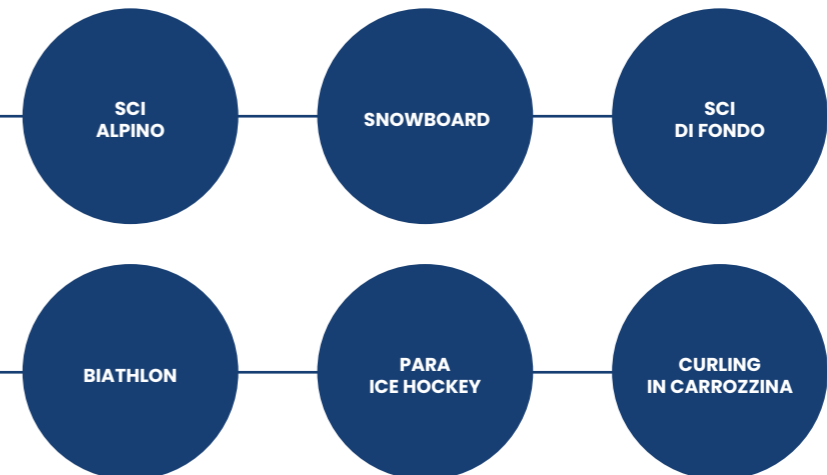 SCI
ALPINO
SNOWBOARD
SCI
DI FONDO
BIATHLON
PARA
ICE HOCKEY
CURLING
IN CARROZZINA